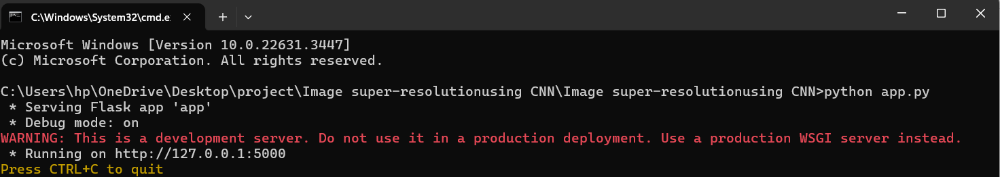 C:\Windows\System32\cmd.e
Microsoft Windows [Version 10.0.22631.3447]
(c) Microsoft Corporation. All rights reserved.
C:\Users\hp\OneDrive\Desktop\project\Image super-resolutionusing CNN\Image super-resolutionusing CNN>python app.py
* Serving Flask app 'app'
* Debug mode: on
WARNING: This is a development server. Do not use it in a production deployment. Use a production WSGI server instead.
* Running on http://127.0.0.1:5000
Press CTRL+C to quit